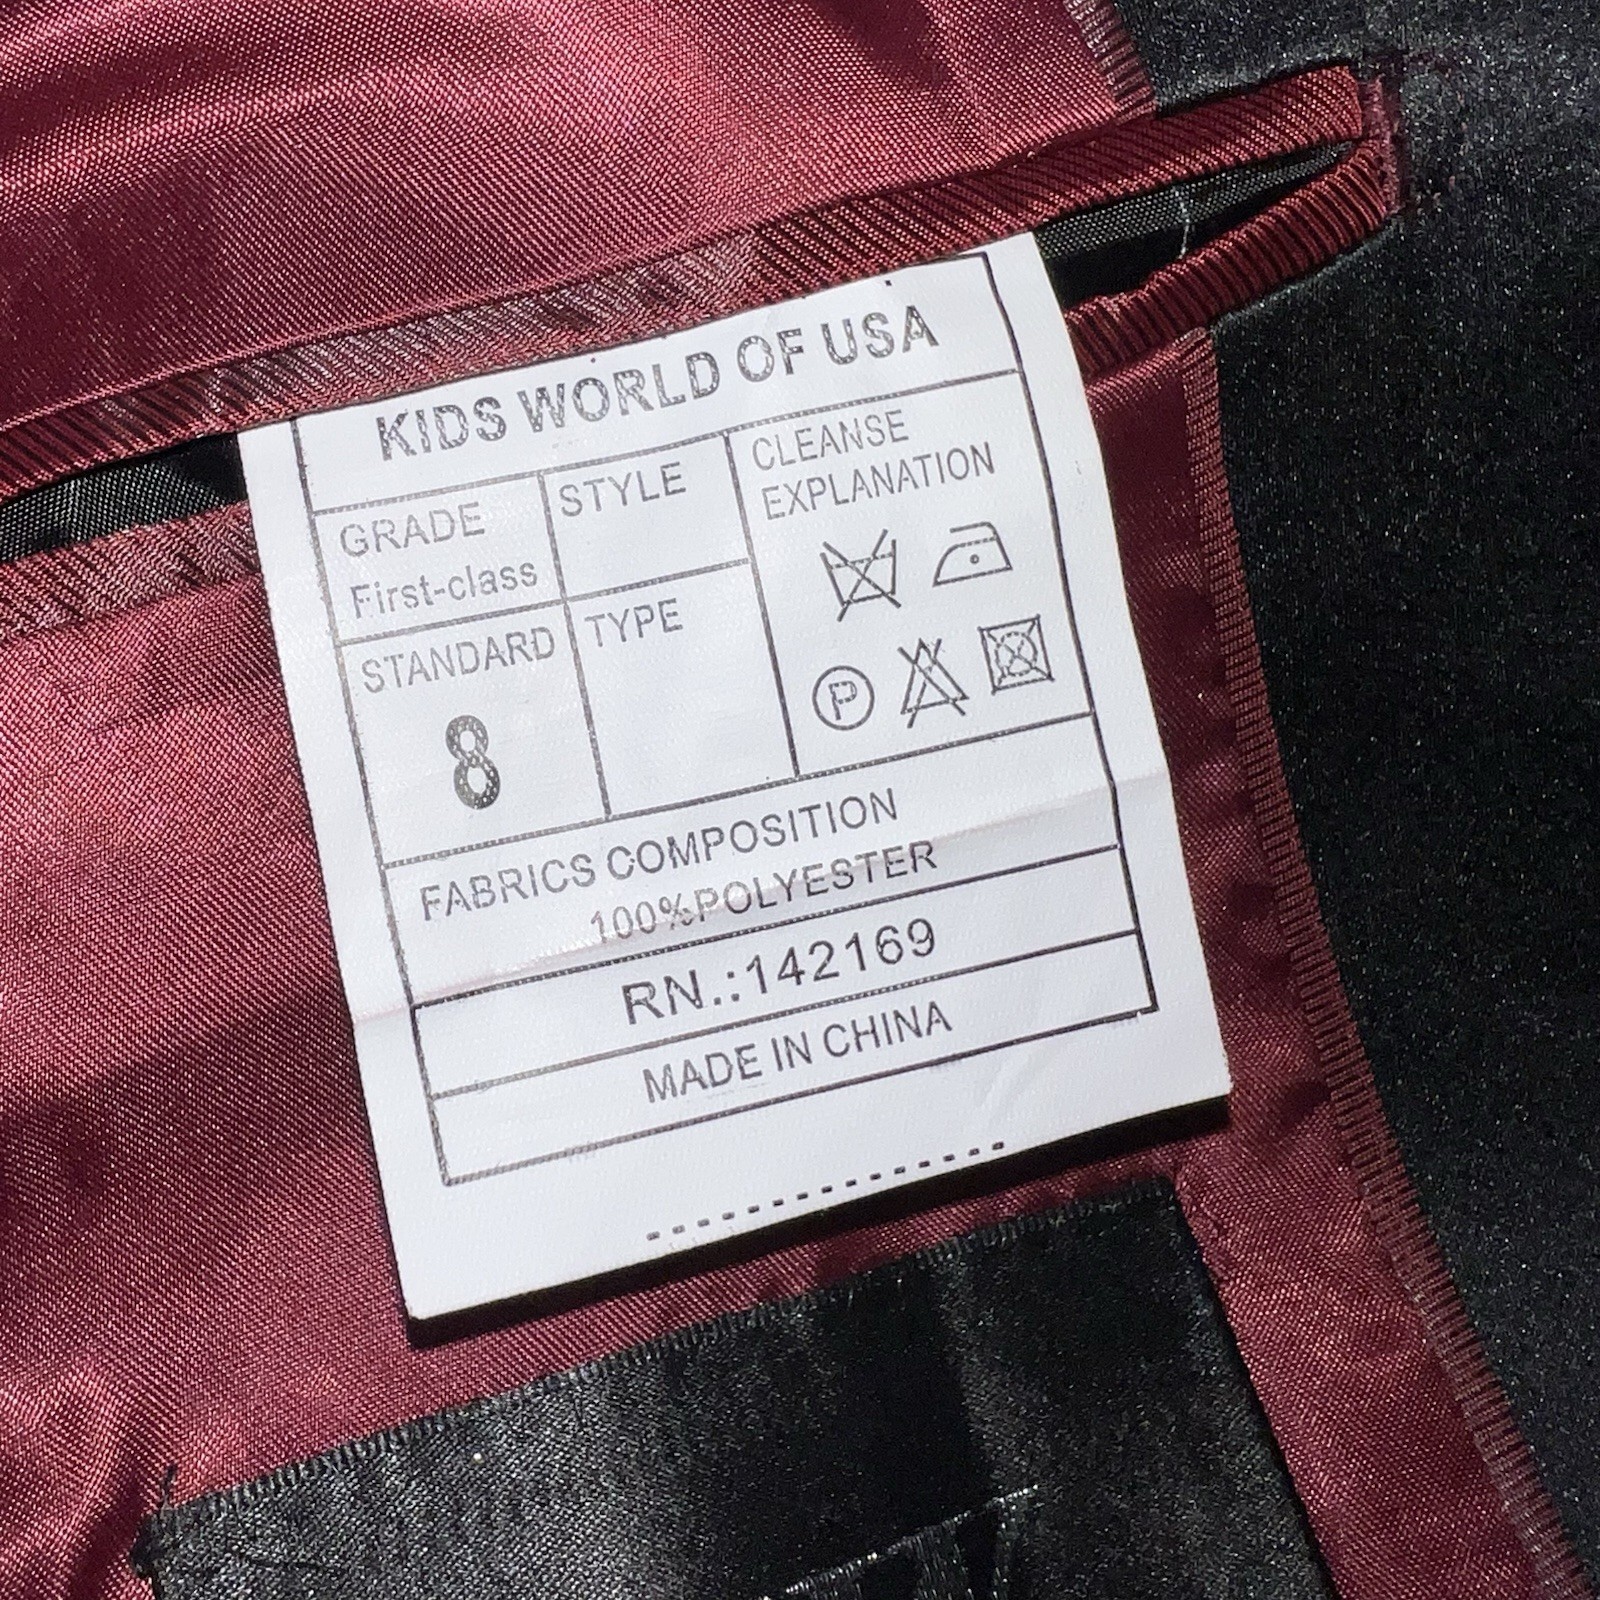 KIDS WORLD OF USA
GRADE
First-class
STYLE
CLEANSE
EXPLANATION
STANDARD
8
TYPE
P
FABRICS COMPOSITION
100%POLYESTER
RN.:142169
MADE IN CHINA